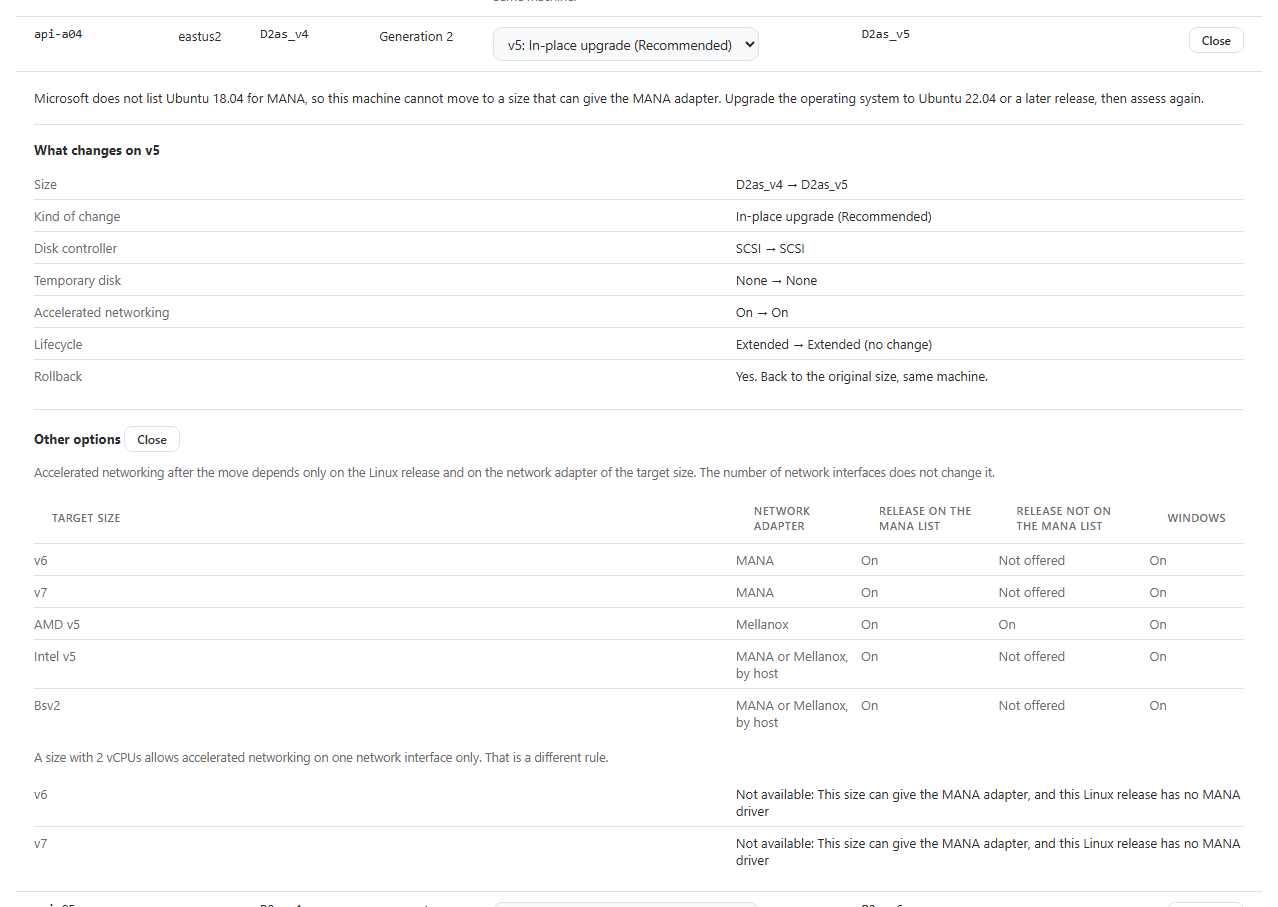 api-a04 eastus2 D2as_v4 Generation 2 v5: In-place upgrade (Recommended) D2as_v5 Close
Microsoft does not list Ubuntu 18.04 for MANA, so this machine cannot move to a size that can give the MANA adapter. Upgrade the operating system to Ubuntu 22.04 or a later release, then assess again.
What changes on v5
Size D2as_v4 → D2as_v5
Kind of change In-place upgrade (Recommended)
Disk controller SCSI → SCSI
Temporary disk None → None
Accelerated networking On → On
Lifecycle Extended → Extended (no change)
Rollback Yes. Back to the original size, same machine.
Other options Close
Accelerated networking after the move depends only on the Linux release and on the network adapter of the target size. The number of network interfaces does not change it.
TARGET SIZE NETWORK ADAPTER RELEASE ON THE MANA LIST RELEASE NOT ON THE MANA LIST WINDOWS
v6 MANA On Not offered On
v7 MANA On Not offered On
AMD v5 Mellanox On On On
Intel v5 MANA or Mellanox, by host On Not offered On
Bsv2 MANA or Mellanox, by host On Not offered On
A size with 2 vCPUs allows accelerated networking on one network interface only. That is a different rule.
v6 Not available: This size can give the MANA adapter, and this Linux release has no MANA driver
v7 Not available: This size can give the MANA adapter, and this Linux release has no MANA driver